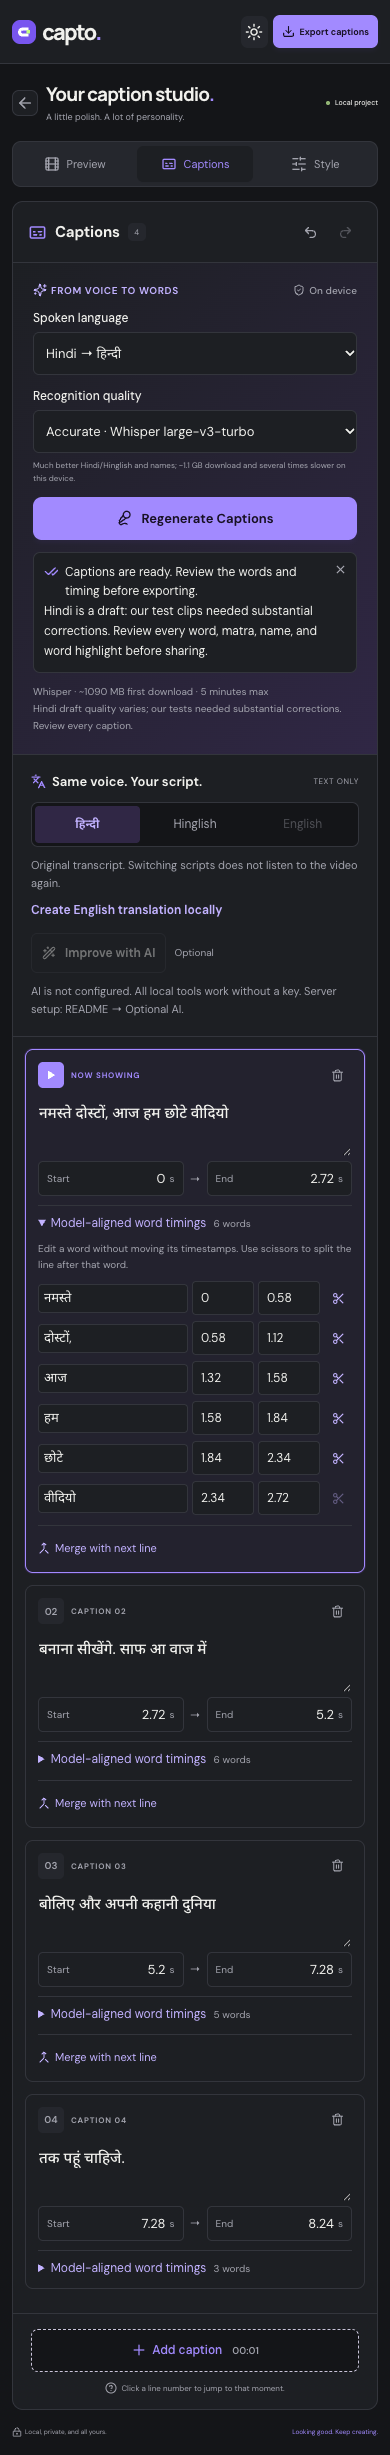 capto.
Export captions
Your caption studio.
A little polish. A lot of personality.
Local project
Preview
Captions
Style
Captions 4
FROM VOICE TO WORDS
On device
Spoken language
Hindi → हिन्दी
Recognition quality
Accurate · Whisper large-v3-turbo
Much better Hindi/Hinglish and names; ~1.1 GB download and several times slower on
this device.
Regenerate Captions
Captions are ready. Review the words and
timing before exporting.
Hindi is a draft: our test clips needed substantial
corrections. Review every word, matra, name, and
word highlight before sharing.
Whisper · ~1090 MB first download · 5 minutes max
Hindi draft quality varies; our tests needed substantial corrections.
Review every caption.
Same voice. Your script.
TEXT ONLY
हिन्दी
Hinglish
English
Original transcript. Switching scripts does not listen to the video
again.
Create English translation locally
Improve with AI
Optional
AI is not configured. All local tools work without a key. Server
setup: README → Optional AI.
NOW SHOWING
नमस्ते दोस्तों, आज हम छोटे वीदियो
Start 0 s → End 2.72 s
Model-aligned word timings 6 words
Edit a word without moving its timestamps. Use scissors to split the
line after that word.
नमस्ते 0 0.58
दोस्तों, 0.58 1.12
आज 1.32 1.58
हम 1.58 1.84
छोटे 1.84 2.34
वीदियो 2.34 2.72
Merge with next line
02 CAPTION 02
बनाना सीखेंगे. साफ आ वाज में
Start 2.72 s → End 5.2 s
Model-aligned word timings 6 words
Merge with next line
03 CAPTION 03
बोलिए और अपनी कहानी दुनिया
Start 5.2 s → End 7.28 s
Model-aligned word timings 5 words
Merge with next line
04 CAPTION 04
तक पहूं चाहिजे.
Start 7.28 s → End 8.24 s
Model-aligned word timings 3 words
Add caption 00:01
Click a line number to jump to that moment.
Local, private, and all yours.
Looking good. Keep creating.